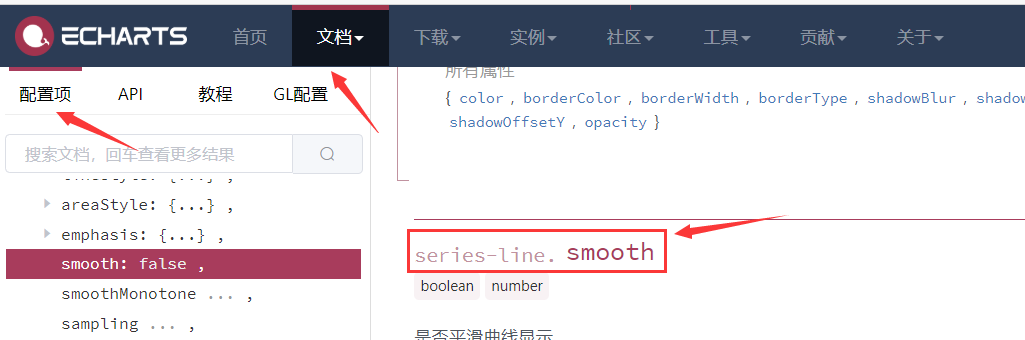 ECHARTS 首页 文档 下载 实例 社区 工具 贡献 关于
配置项 API 教程 GL配置
搜索文档，回车查看更多结果
areaStyle: {...} ,
emphasis: {...} ,
smooth: false ,
smoothMonotone ... ,
sampling ... ,
所有属性
{ color , borderColor , borderWidth , borderType , shadowBlur ,
shadowOffsetY , opacity }
series-line. smooth
boolean number
是否平滑曲线显示